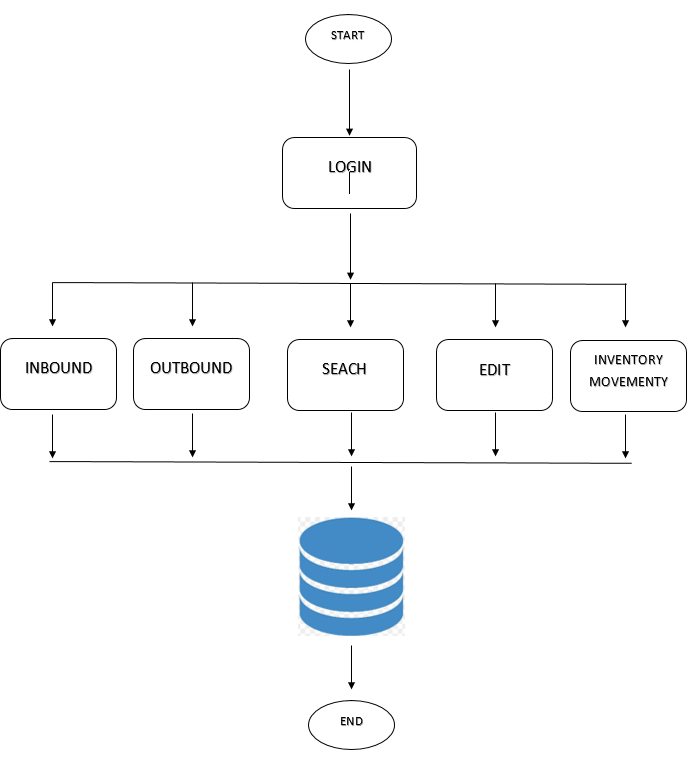 START
LOGIN
INBOUND
OUTBOUND
SEACH
EDIT
INVENTORY
MOVEMENTY
END